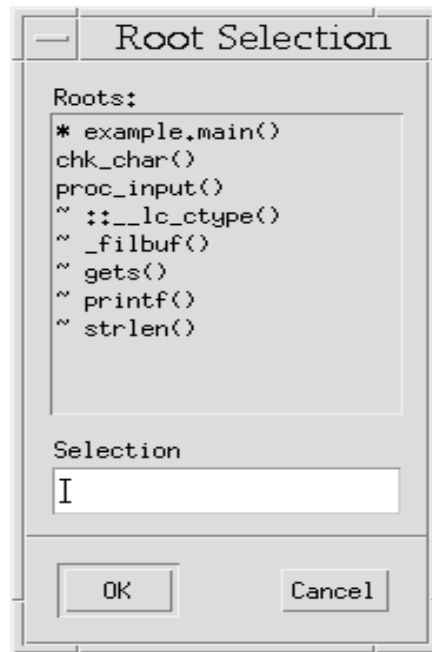 Root Selection
Roots:
* example.main()
chk_char()
proc_input()
~ ::__lc_ctype()
~ _filbuf()
~ gets()
~ printf()
~ strlen()
Selection
OK
Cancel